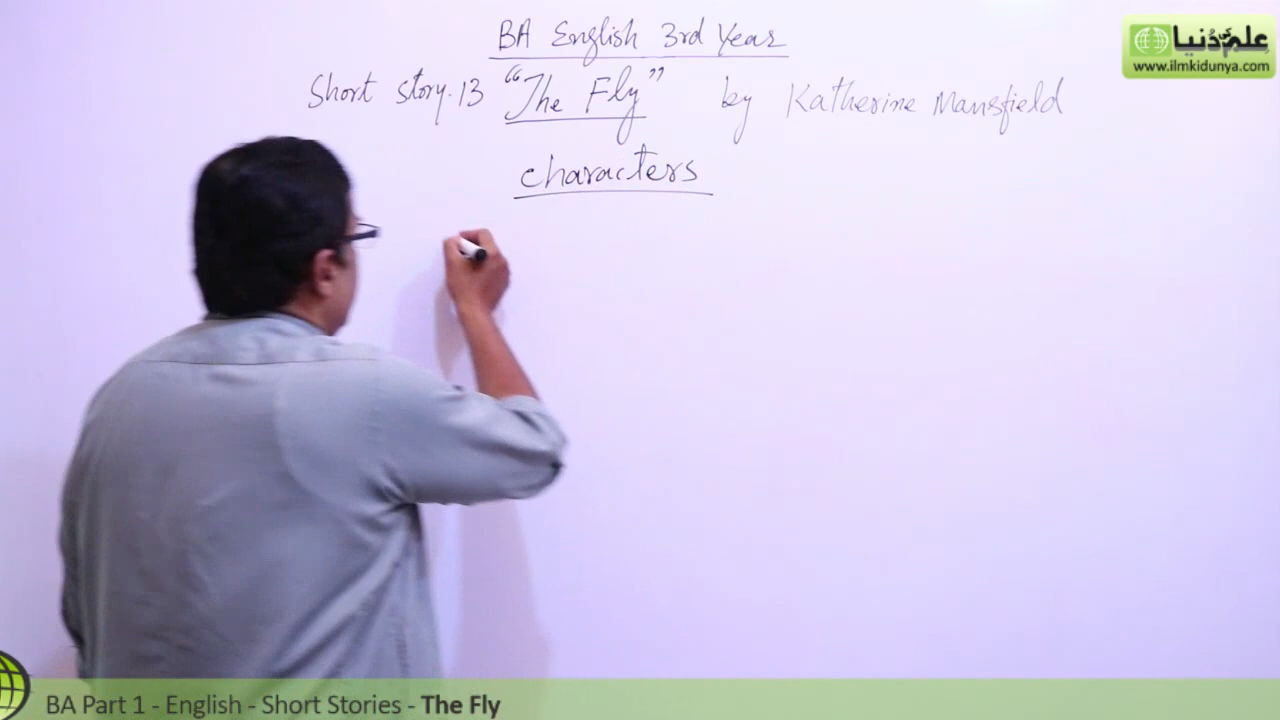 BA English 3rd Year
Short story.13 "The Fly" by Katherine Mansfield
characters
علم کی دُنیا
www.ilmkidunya.com
BA Part 1 - English - Short Stories - The Fly